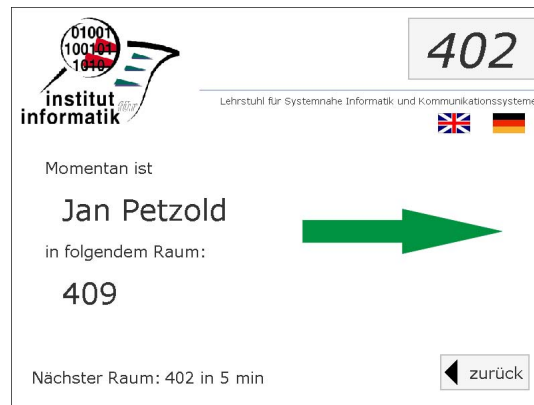 01001
100101
1010
institut
informatik
402
Lehrstuhl für Systemnahe Informatik und Kommunikationssysteme
Momentan ist
Jan Petzold
in folgendem Raum:
409
Nächster Raum: 402 in 5 min
zurück